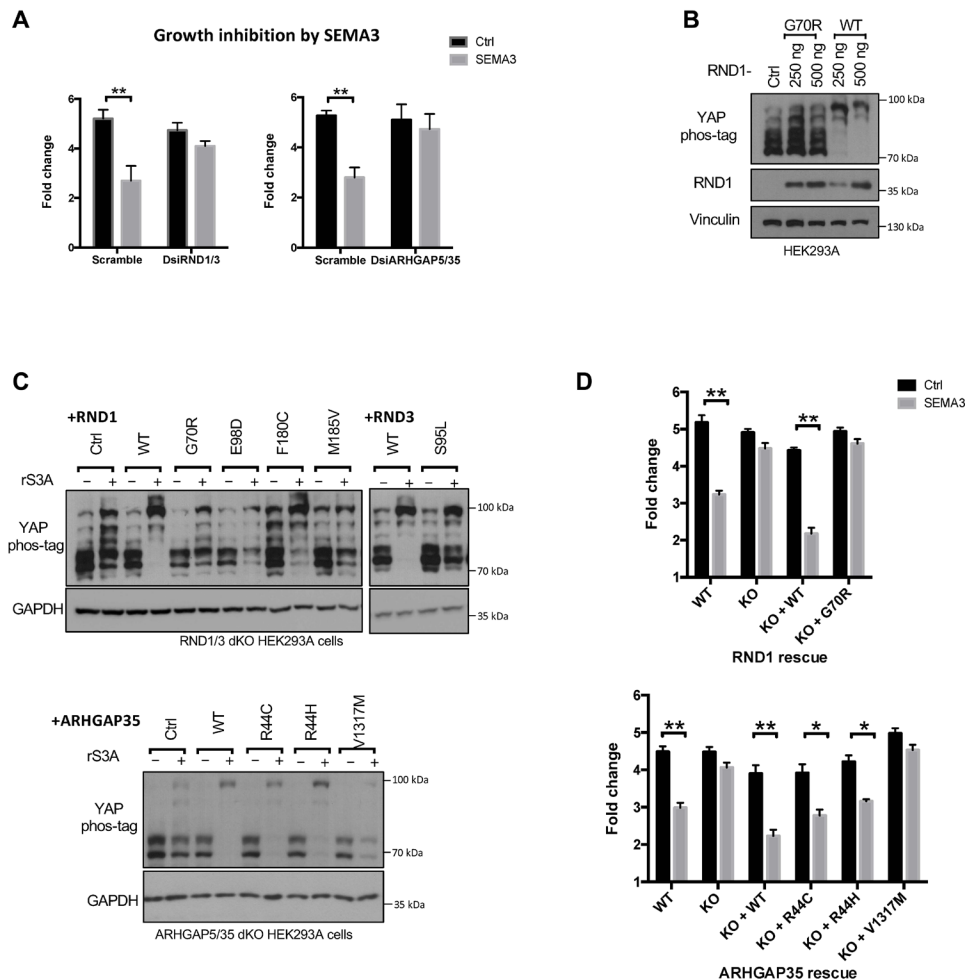 A
Growth inhibition by SEMA3
Ctrl
SEMA3
Fold change
6
4
2
0
**
Scramble
DsiRND1/3
Fold change
6
4
2
0
**
Scramble
DsiARHGAP5/35
B
G70R WT
RND1-
Ctrl
250 ng
500 ng
250 ng
500 ng
YAP
phos-tag
100 kDa
70 kDa
RND1
35 kDa
Vinculin
130 kDa
HEK293A
C
+RND1
Ctrl
WT
G70R
E98D
F180C
M185V
+RND3
WT
S95L
rS3A
− + − + − + − + − + − + − + − +
YAP
phos-tag
100 kDa
70 kDa
GAPDH
35 kDa
RND1/3 dKO HEK293A cells
+ARHGAP35
Ctrl
WT
R44C
R44H
V1317M
rS3A
− + − + − + − + − +
YAP
phos-tag
100 kDa
70 kDa
GAPDH
35 kDa
ARHGAP5/35 dKO HEK293A cells
D
Ctrl
SEMA3
Fold change
6
5
4
3
2
1
**
**
WT
KO
KO + WT
KO + G70R
RND1 rescue
Fold change
6
5
4
3
2
1
**
**
*
*
WT
KO
KO + WT
KO + R44C
KO + R44H
KO + V1317M
ARHGAP35 rescue